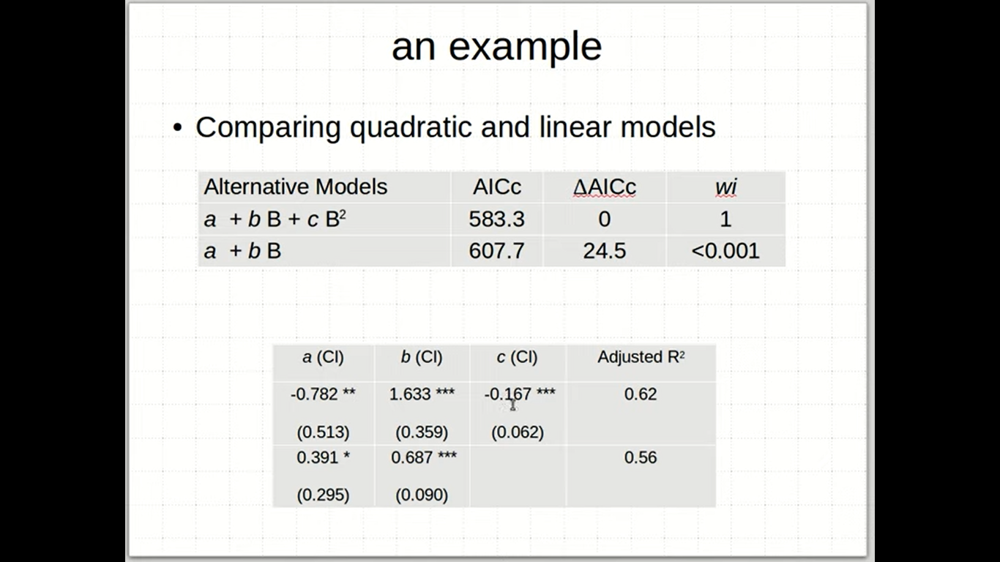 an example
• Comparing quadratic and linear models
Alternative Models AICc ΔAICc wi
a + b B + c B² 583.3 0 1
a + b B 607.7 24.5 <0.001
a (CI) b (CI) c (CI) Adjusted R²
-0.782 ** 1.633 *** -0.167 *** 0.62
(0.513) (0.359) (0.062)
0.391 * 0.687 *** 0.56
(0.295) (0.090)